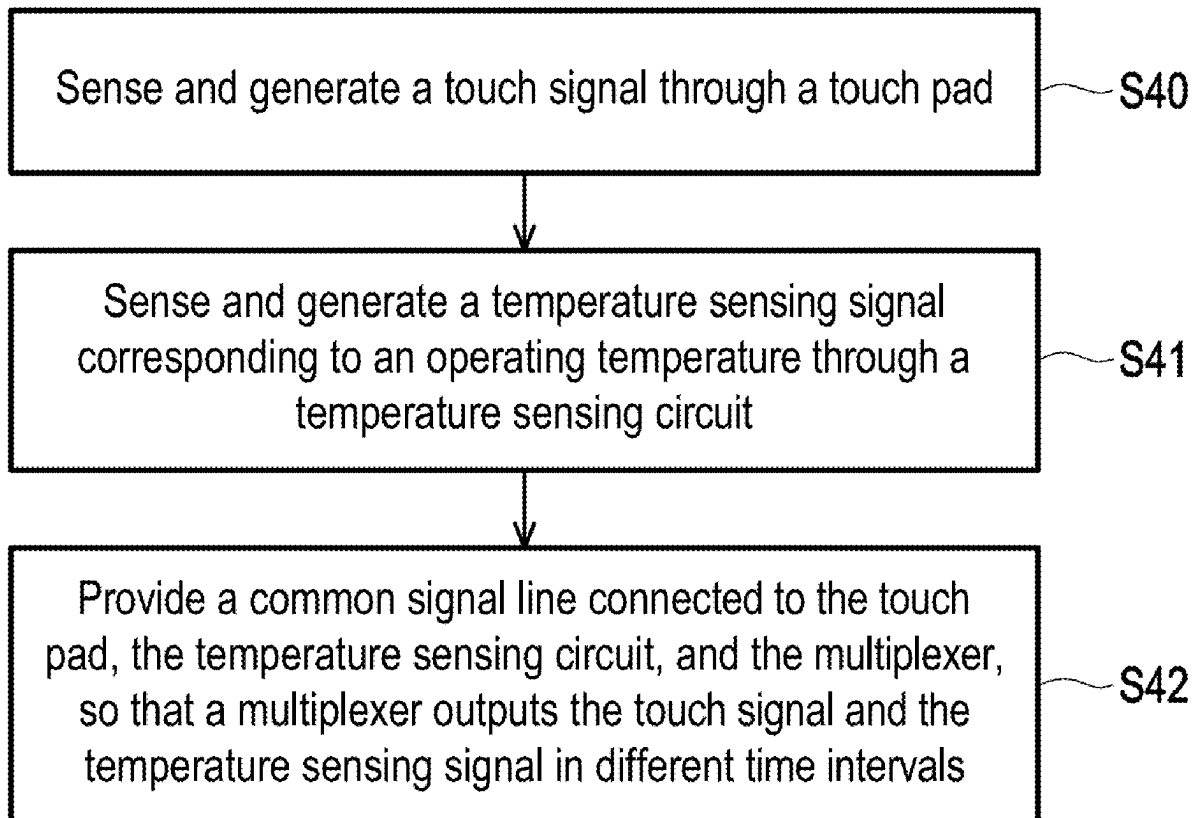 Sense and generate a touch signal through a touch pad
S40
Sense and generate a temperature sensing signal
corresponding to an operating temperature through a
temperature sensing circuit
S41
Provide a common signal line connected to the touch
pad, the temperature sensing circuit, and the multiplexer,
so that a multiplexer outputs the touch signal and the
temperature sensing signal in different time intervals
S42